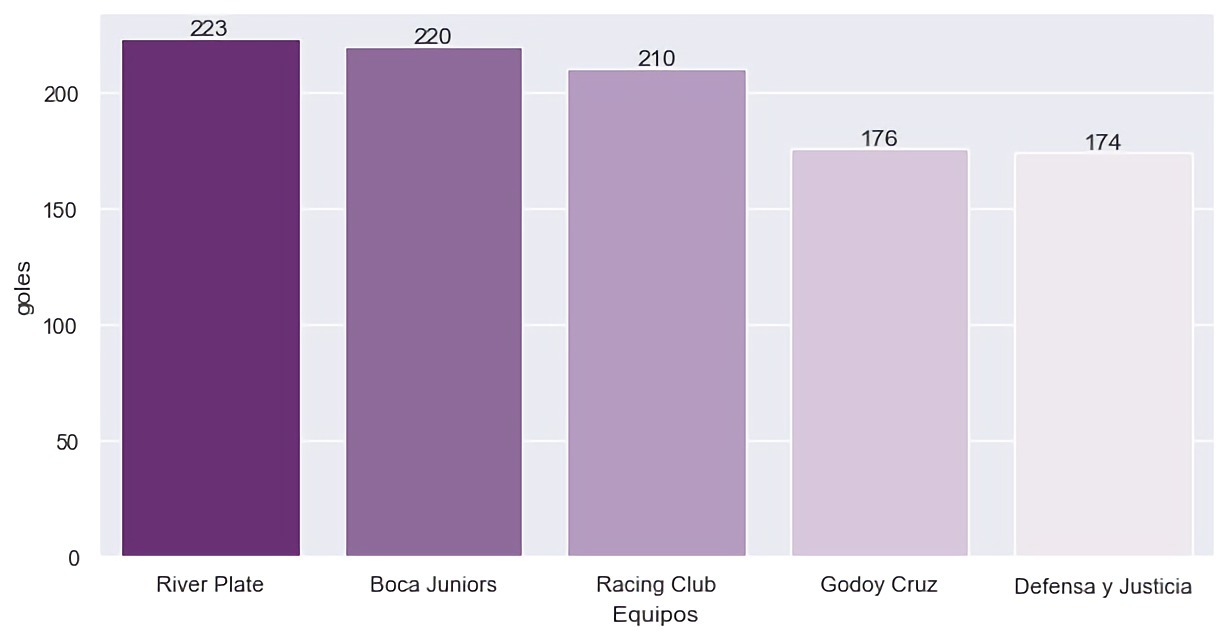 223
220
210
176
174
200
150
100
50
0
goles
River Plate
Boca Juniors
Racing Club
Godoy Cruz
Defensa y Justicia
Equipos